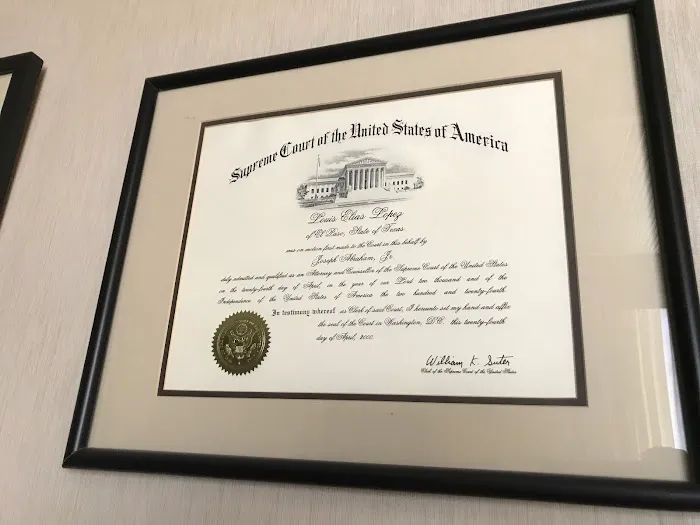 Supreme Court of the United States of America
Louis Elias López
of El Paso, State of Texas
was on motion first made to the Court in this behalf by
Joseph Abraham, Jr.
duly admitted and qualified as an Attorney and Counsellor of the Supreme Court of the United States
on the twenty-fourth day of April, in the year of our Lord two thousand and of the
Independence of the United States of America the two hundred and twenty-fourth.
In testimony whereof as Clerk of said Court, I hereunto set my hand and affix
the seal of the Court in Washington, D.C. this twenty-fourth
day of April, 2000.
William K. Suter
Clerk of the Supreme Court of the United States